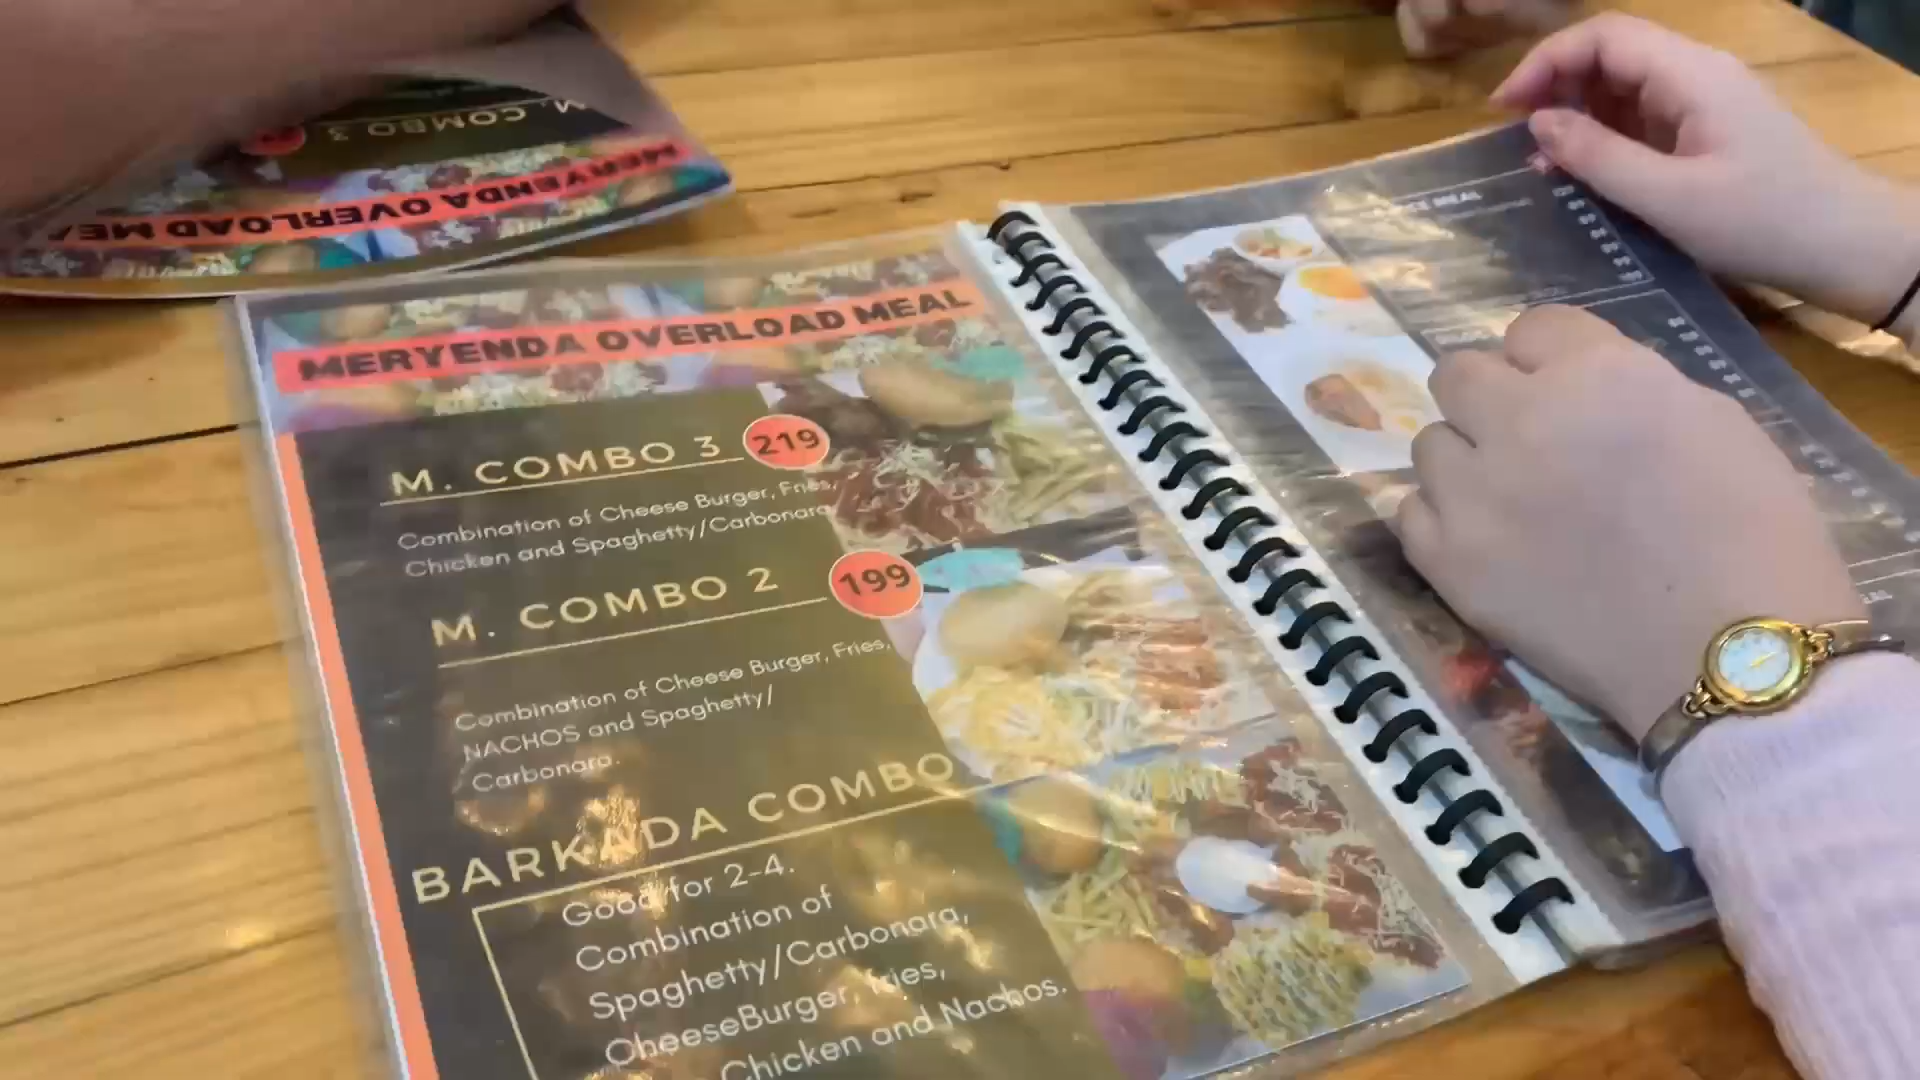 M. COMBO 3
MERYENDA OVERLOAD
MERYENDA OVERLOAD MEAL
M. COMBO 3 219
Combination of Cheese Burger, Fries,
Chicken and Spaghetty/Carbonara
M. COMBO 2 199
Combination of Cheese Burger, Fries,
NACHOS and Spaghetty/
Carbonara.
BARKADA COMBO
Good for 2-4.
Combination of
Spaghetty/Carbonara,
CheeseBurger, fries,
Chicken and Nachos.
MEAL